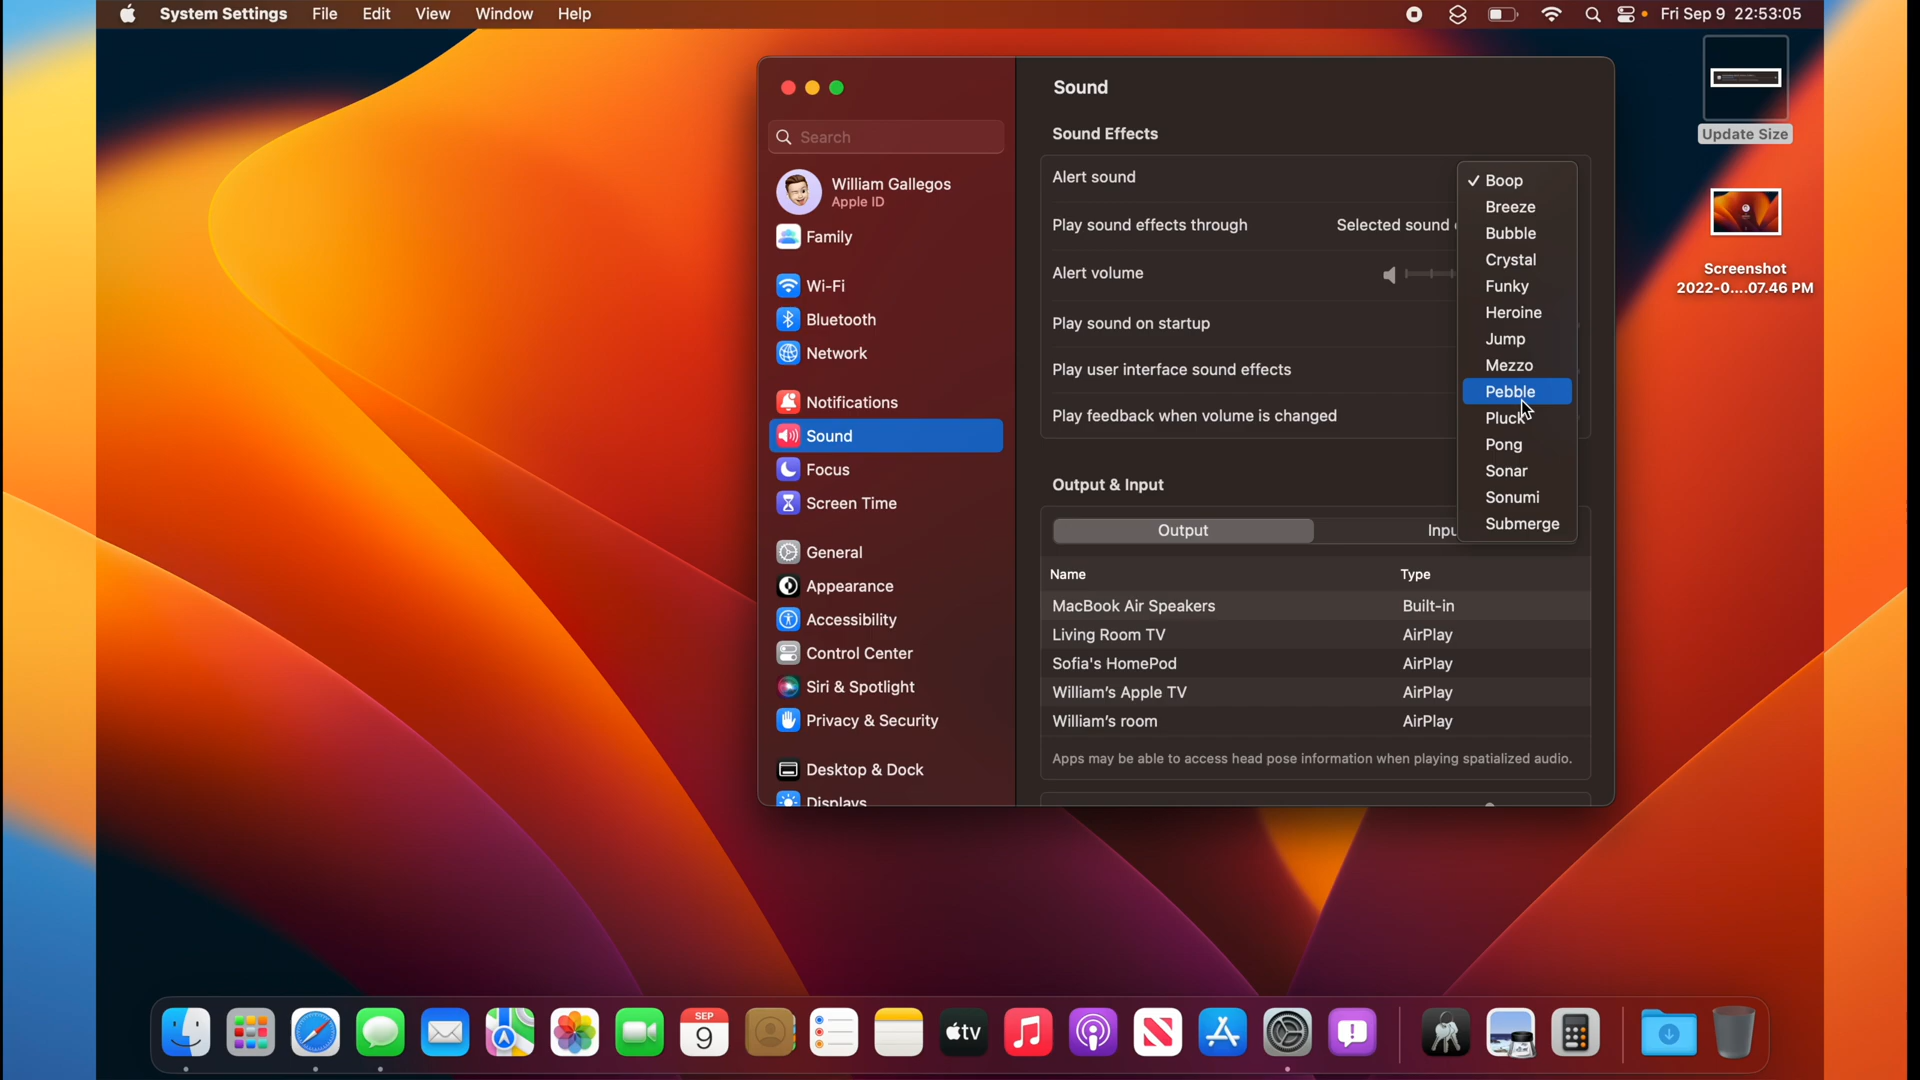 System Settings File Edit View Window Help Fri Sep 9 22:53:05
Update Size
Screenshot
2022-0....07.46 PM
Search
William Gallegos
Apple ID
Family
Wi-Fi
Bluetooth
Network
Notifications
Sound
Focus
Screen Time
General
Appearance
Accessibility
Control Center
Siri & Spotlight
Privacy & Security
Desktop & Dock
Displays
Sound
Sound Effects
Alert sound
Play sound effects through Selected sound
Alert volume
Play sound on startup
Play user interface sound effects
Play feedback when volume is changed
✓ Boop
Breeze
Bubble
Crystal
Funky
Heroine
Jump
Mezzo
Pebble
Pluck
Pong
Sonar
Sonumi
Submerge
Output & Input
Output Inpu
Name Type
MacBook Air Speakers Built-in
Living Room TV AirPlay
Sofia's HomePod AirPlay
William's Apple TV AirPlay
William's room AirPlay
Apps may be able to access head pose information when playing spatialized audio.
SEP
9
tv